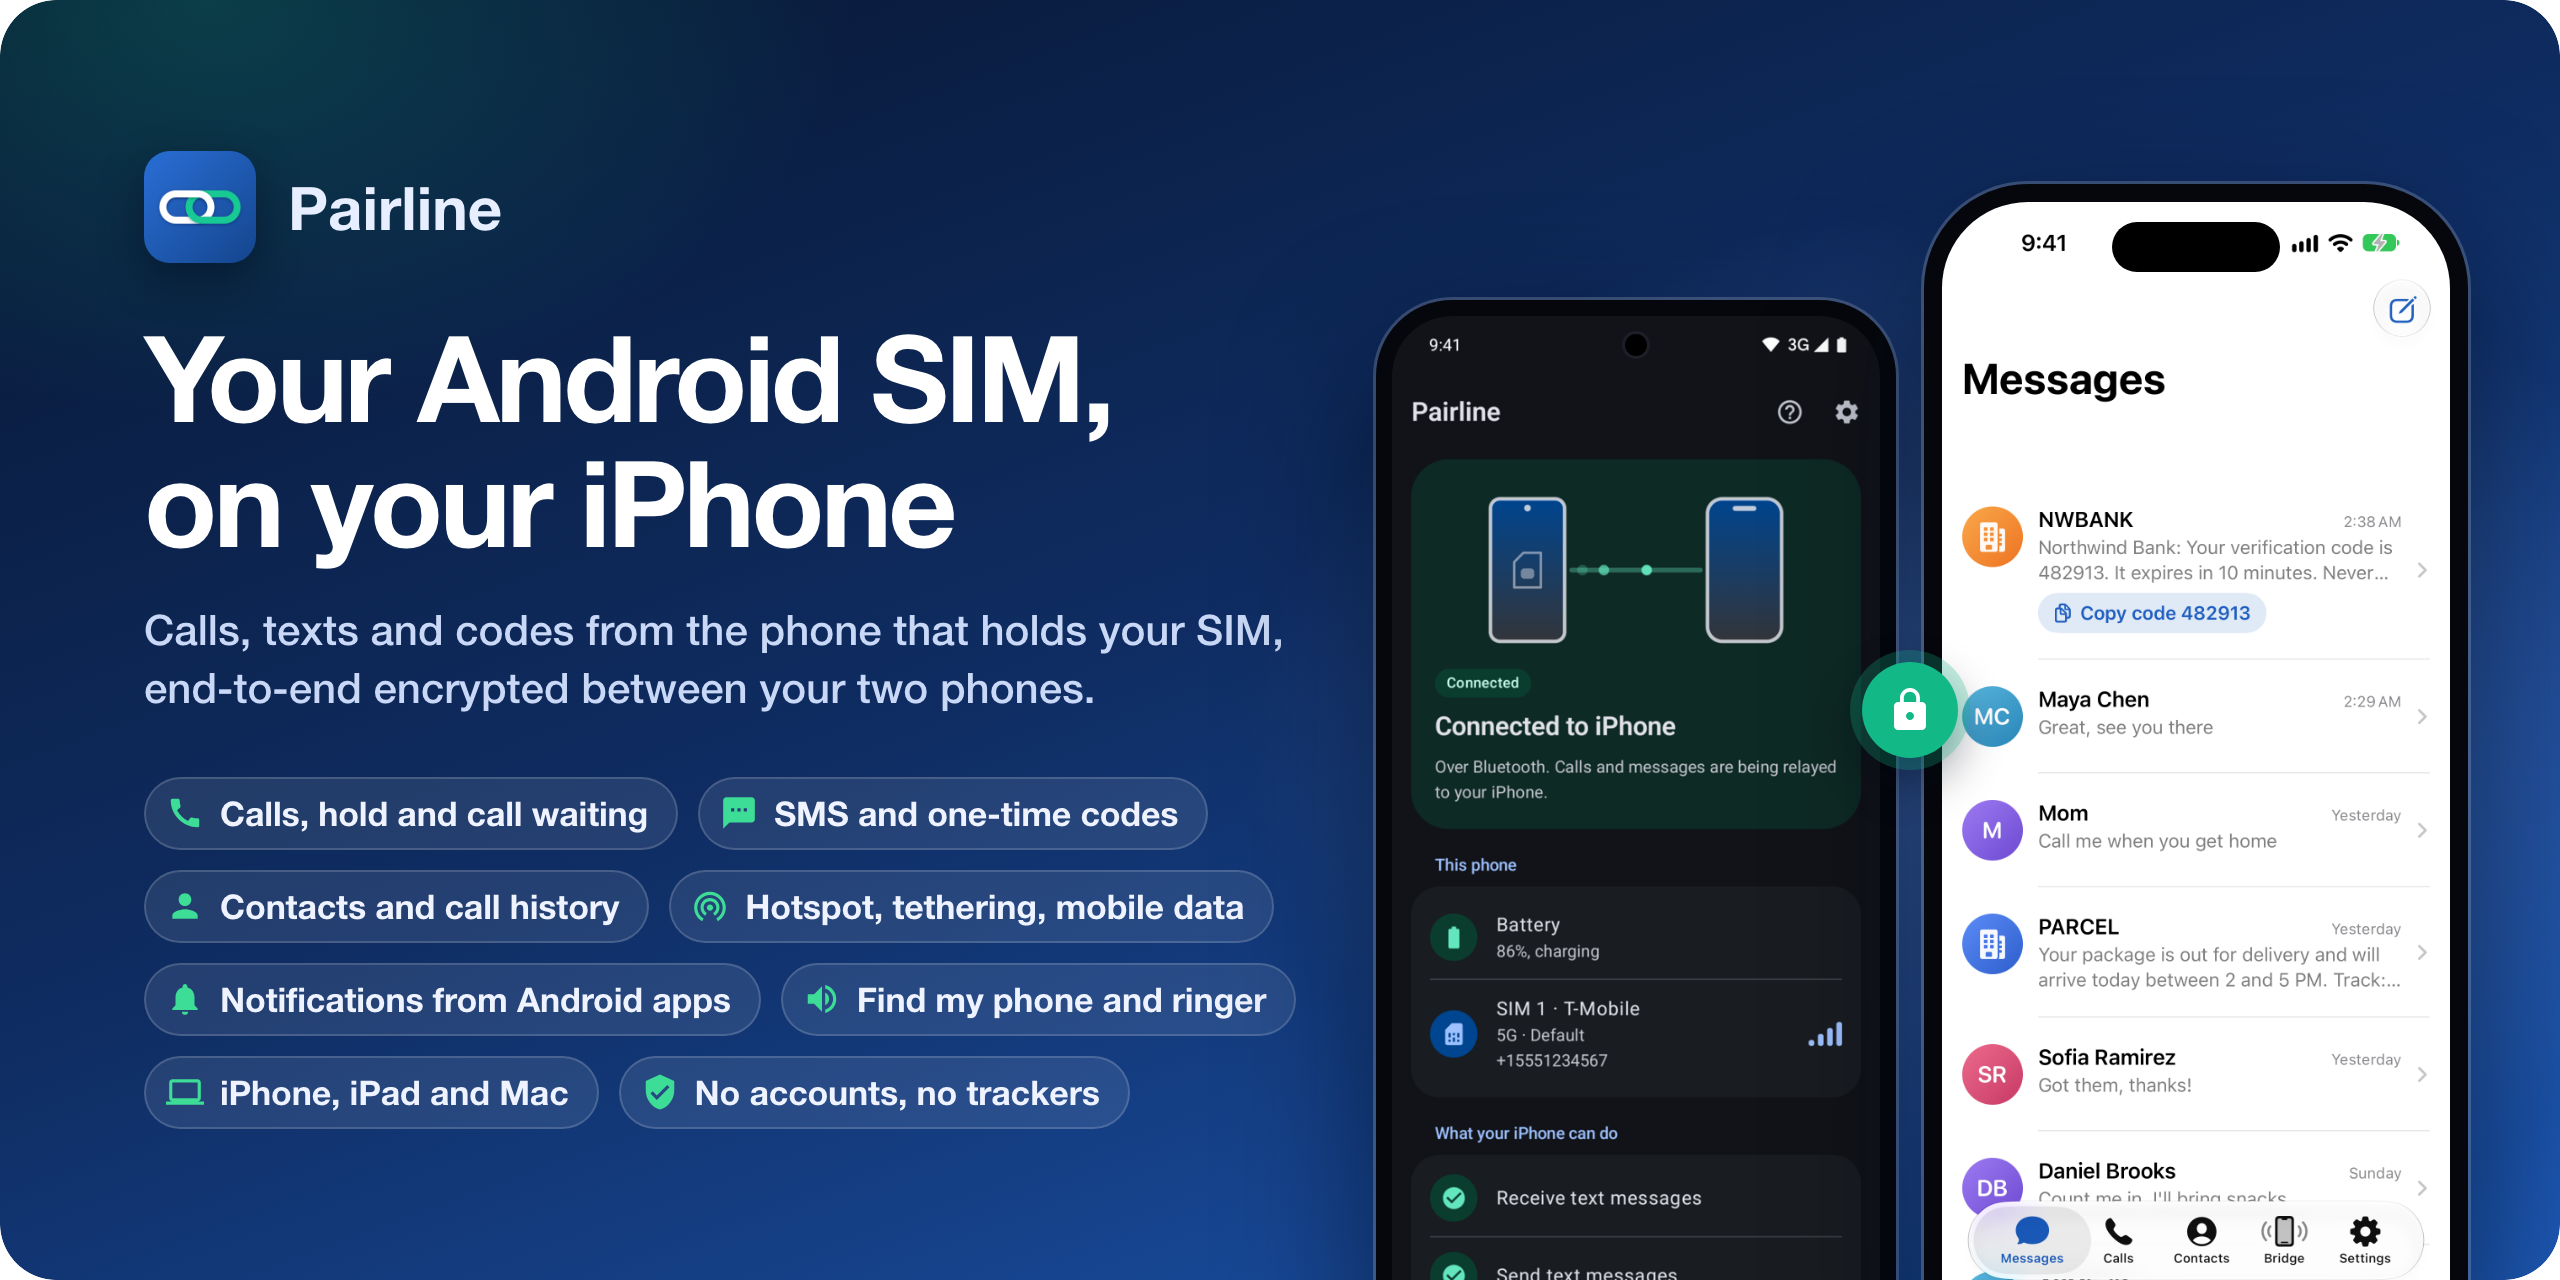 Pairline
Your Android SIM,
on your iPhone
Calls, texts and codes from the phone that holds your SIM,
end-to-end encrypted between your two phones.
Calls, hold and call waiting
SMS and one-time codes
Contacts and call history
Hotspot, tethering, mobile data
Notifications from Android apps
Find my phone and ringer
iPhone, iPad and Mac
No accounts, no trackers
9:41
3G
Pairline
Connected
Connected to iPhone
Over Bluetooth. Calls and messages are being relayed
to your iPhone.
This phone
Battery
86%, charging
SIM 1 · T-Mobile
5G · Default
+15551234567
What your iPhone can do
Receive text messages
Send text messages
9:41
Messages
NWBANK
2:38 AM
Northwind Bank: Your verification code is
482913. It expires in 10 minutes. Never...
Copy code 482913
MC
Maya Chen
2:29 AM
Great, see you there
M
Mom
Yesterday
Call me when you get home
PARCEL
Yesterday
Your package is out for delivery and will
arrive today between 2 and 5 PM. Track:...
SR
Sofia Ramirez
Yesterday
Got them, thanks!
DB
Daniel Brooks
Sunday
Count me in, I'll bring snacks
Messages
Calls
Contacts
Bridge
Settings